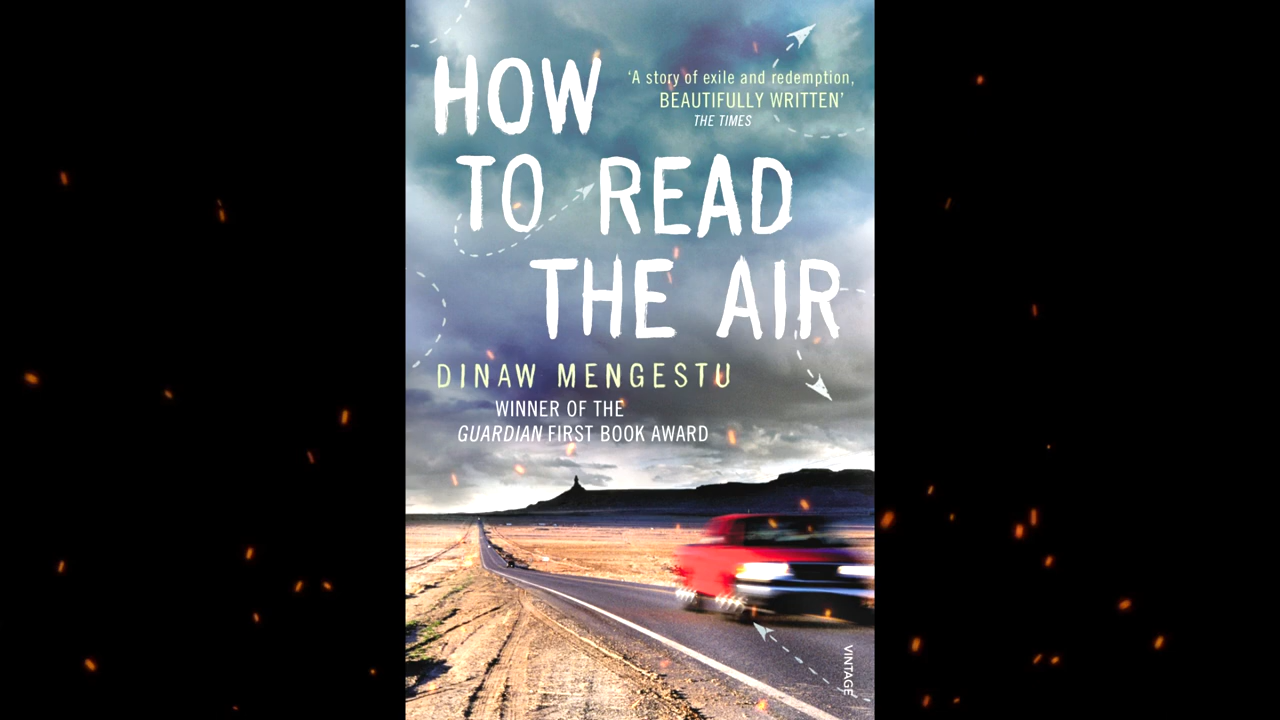 HOW
‘A story of exile and redemption,
BEAUTIFULLY WRITTEN’
THE TIMES
TO READ
THE AIR
DINAW MENGESTU
WINNER OF THE
GUARDIAN FIRST BOOK AWARD
VINTAGE